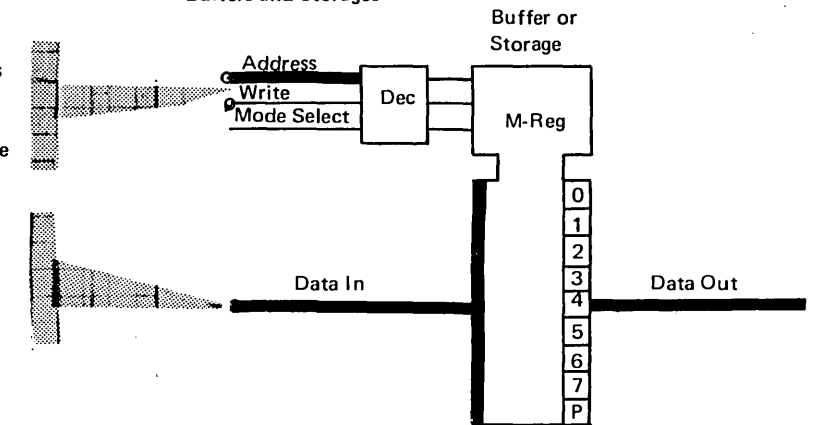 Buffers and Storages
Buffer or
Storage
Address
Write
Mode Select
Dec
M-Reg
0
1
2
3
4
5
6
7
P
Data In
Data Out